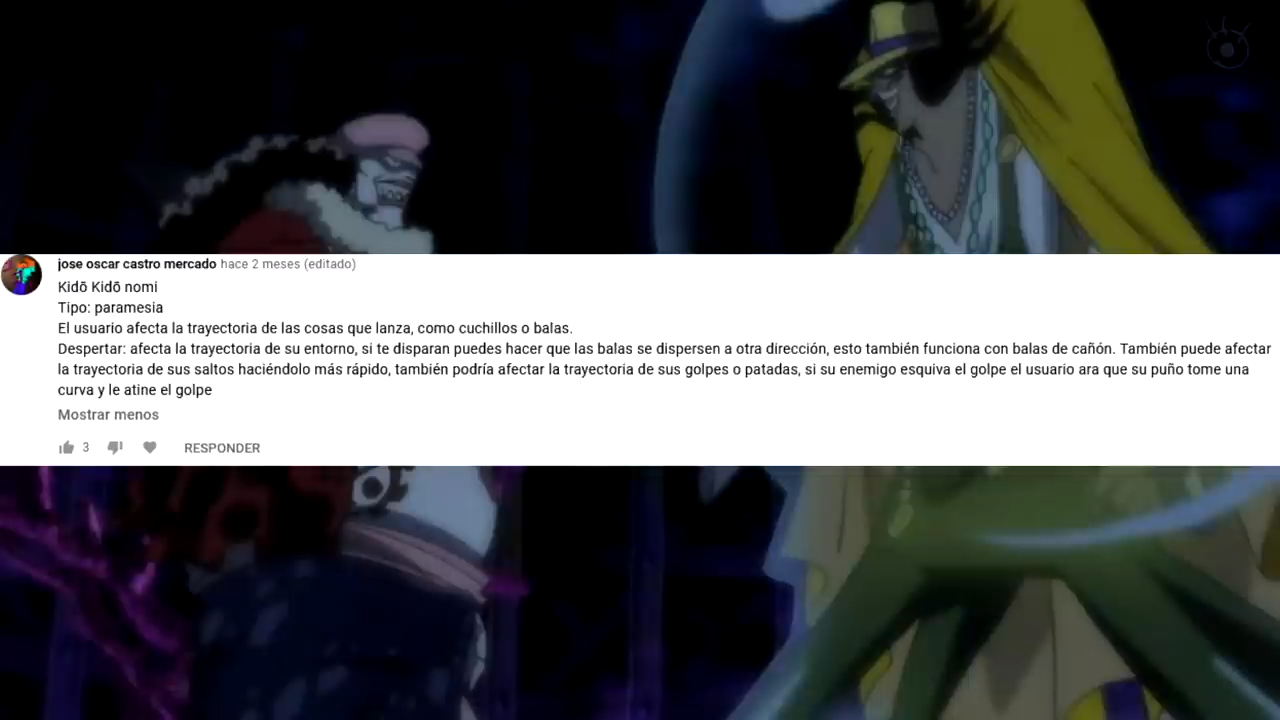 jose oscar castro mercado hace 2 meses (editado)
Kidō Kidō nomi
Tipo: paramesia
El usuario afecta la trayectoria de las cosas que lanza, como cuchillos o balas.
Despertar: afecta la trayectoria de su entorno, si te disparan puedes hacer que las balas se dispersen a otra dirección, esto también funciona con balas de cañón. También puede afectar
la trayectoria de sus saltos haciéndolo más rápido, también podría afectar la trayectoria de sus golpes o patadas, si su enemigo esquiva el golpe el usuario ara que su puño tome una
curva y le atine el golpe
Mostrar menos
3
RESPONDER